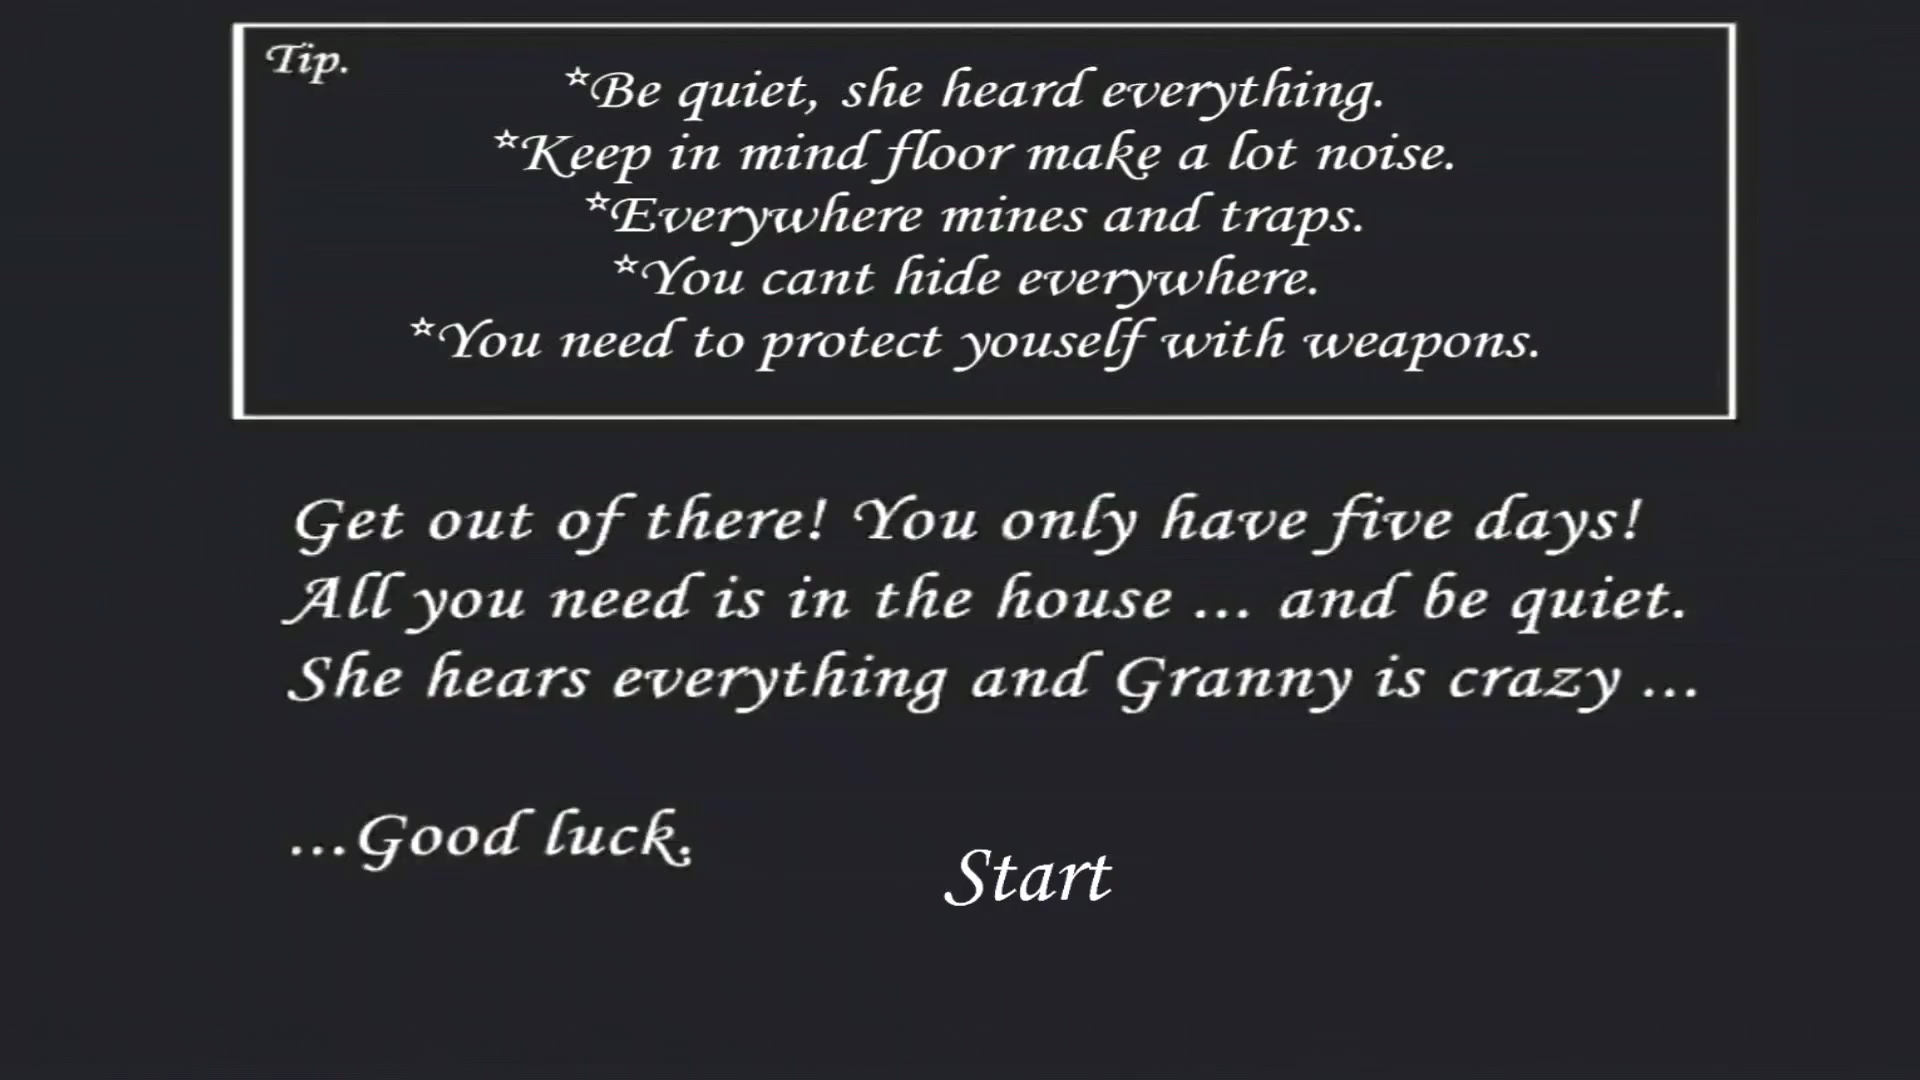 Tip.
*Be quiet, she heard everything.
*Keep in mind floor make a lot noise.
*Everywhere mines and traps.
*You cant hide everywhere.
*You need to protect youself with weapons.
Get out of there! You only have five days!
All you need is in the house ... and be quiet.
She hears everything and Granny is crazy ...
...Good luck.
Start